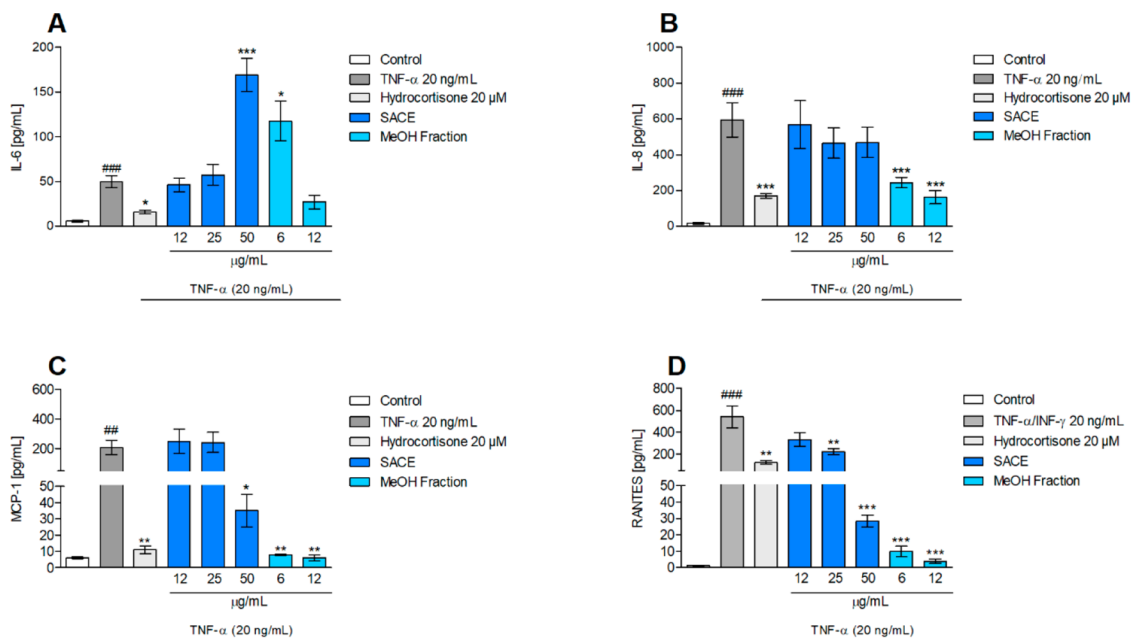 A
IL-6 [pg/mL]
200
150
100
50
0
***
*
###
*
12 25 50 6 12
μg/mL
TNF-α (20 ng/mL)
Control
TNF-α 20 ng/mL
Hydrocortisone 20 μM
SACE
MeOH Fraction
B
IL-8 [pg/mL]
1000
800
600
400
200
0
###
***
***
***
12 25 50 6 12
μg/mL
TNF-α (20 ng/mL)
Control
TNF-α 20 ng/mL
Hydrocortisone 20 μM
SACE
MeOH Fraction
C
MCP-1 [pg/mL]
600
400
200
50
40
30
20
10
0
##
**
*
**
**
12 25 50 6 12
μg/mL
TNF-α (20 ng/mL)
Control
TNF-α 20 ng/mL
Hydrocortisone 20 μM
SACE
MeOH Fraction
D
RANTES [pg/mL]
800
600
400
200
50
40
30
20
10
0
###
**
**
***
***
***
12 25 50 6 12
μg/mL
TNF-α (20 ng/mL)
Control
TNF-α/INF-γ 20 ng/mL
Hydrocortisone 20 μM
SACE
MeOH Fraction